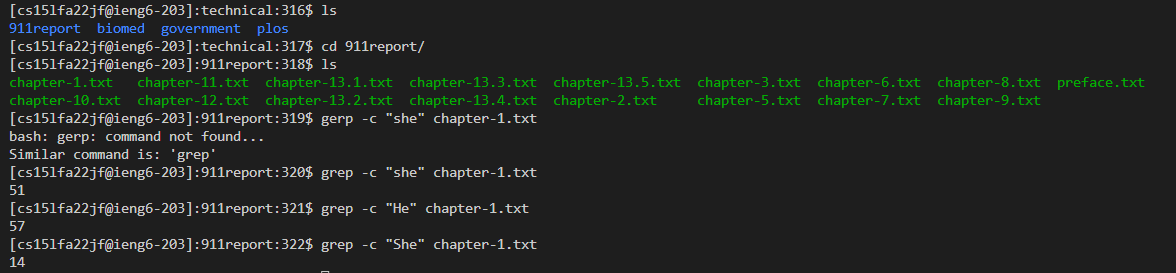 [cs15lfa22jf@ieng6-203]:technical:316$ ls
911report  biomed  government  plos
[cs15lfa22jf@ieng6-203]:technical:317$ cd 911report/
[cs15lfa22jf@ieng6-203]:911report:318$ ls
chapter-1.txt   chapter-11.txt  chapter-13.1.txt  chapter-13.3.txt  chapter-13.5.txt  chapter-3.txt  chapter-6.txt  chapter-8.txt  preface.txt
chapter-10.txt  chapter-12.txt  chapter-13.2.txt  chapter-13.4.txt  chapter-2.txt     chapter-5.txt  chapter-7.txt  chapter-9.txt
[cs15lfa22jf@ieng6-203]:911report:319$ gerp -c "she" chapter-1.txt
bash: gerp: command not found...
Similar command is: 'grep'
[cs15lfa22jf@ieng6-203]:911report:320$ grep -c "she" chapter-1.txt
51
[cs15lfa22jf@ieng6-203]:911report:321$ grep -c "He" chapter-1.txt
57
[cs15lfa22jf@ieng6-203]:911report:322$ grep -c "She" chapter-1.txt
14